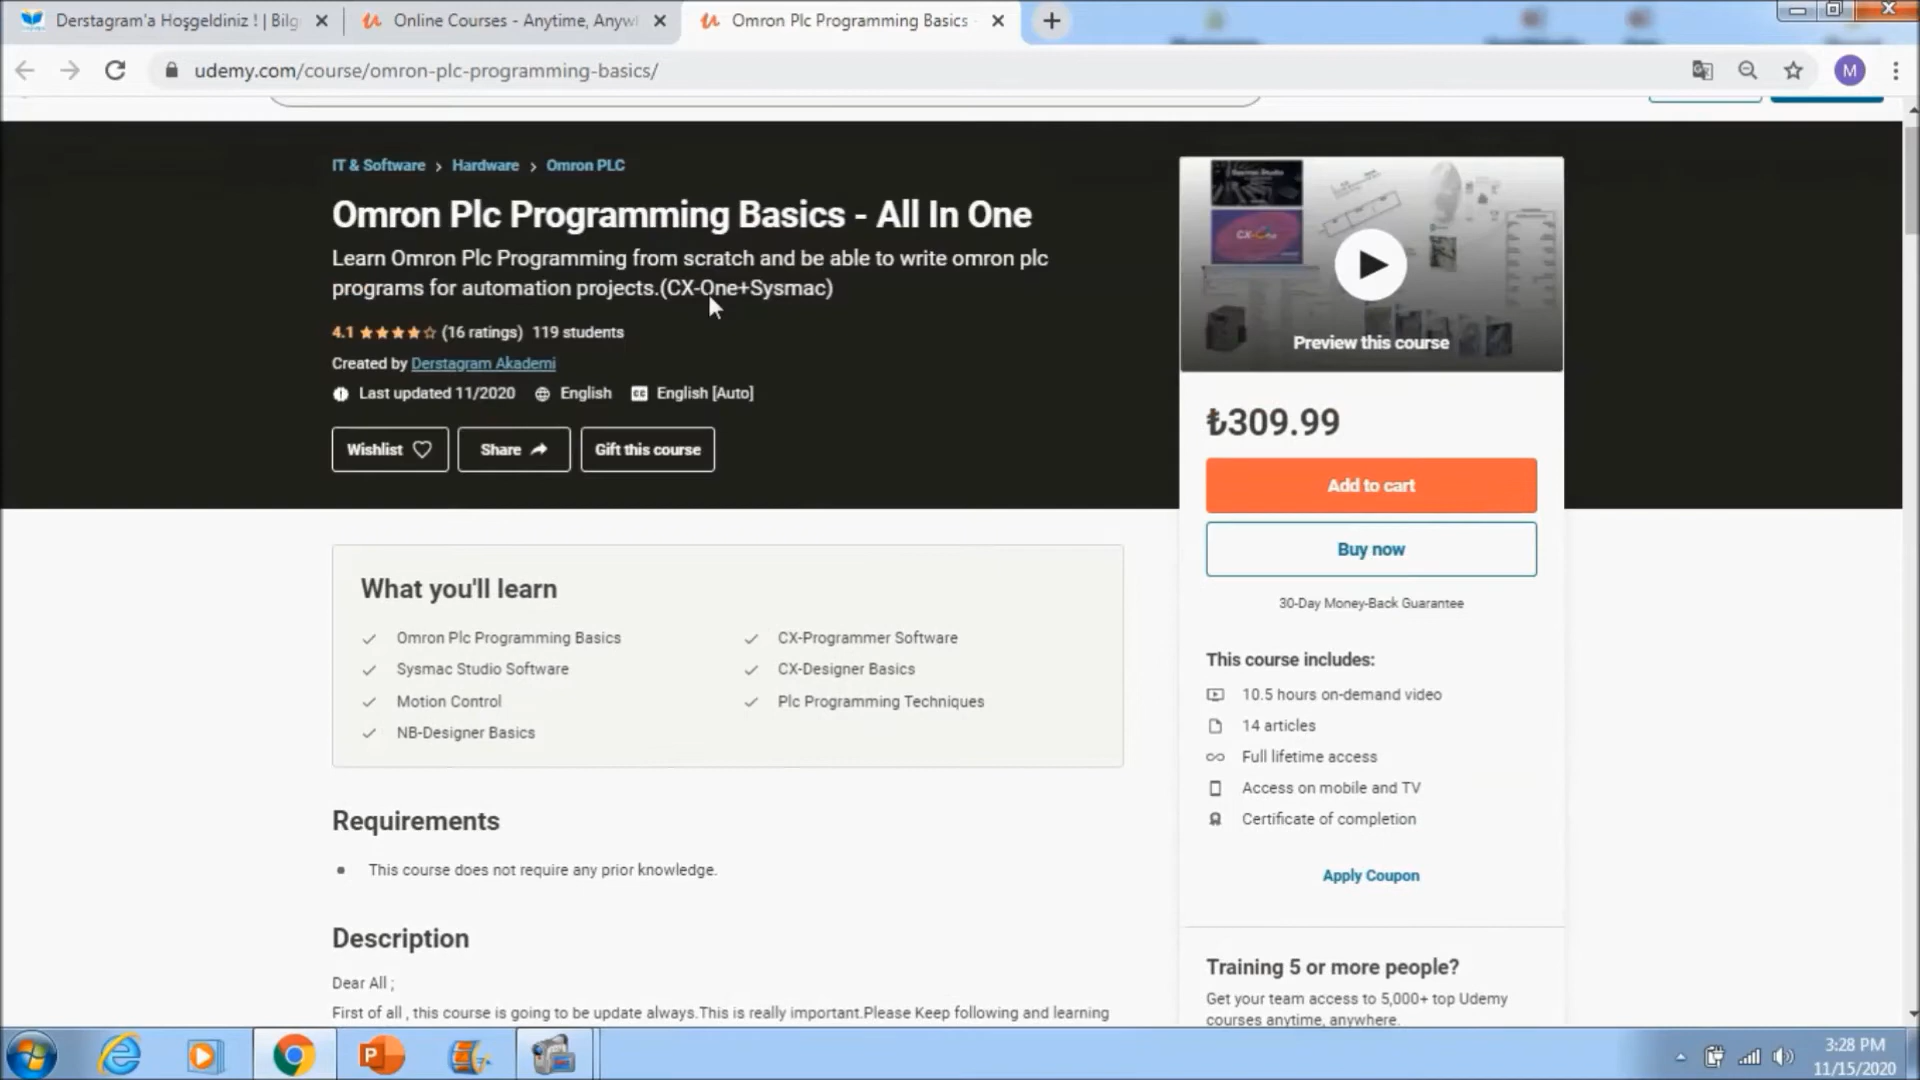 Derstagram'a Hoşgeldiniz ! | Bilg
Online Courses - Anytime, Anywh
Omron Plc Programming Basics
udemy.com/course/omron-plc-programming-basics/
M
IT & Software > Hardware > Omron PLC
Omron Plc Programming Basics - All In One
Learn Omron Plc Programming from scratch and be able to write omron plc
programs for automation projects.(CX-One+Sysmac)
4.1 (16 ratings) 119 students
Created by Derstagram Akademi
Last updated 11/2020 English English [Auto]
Wishlist
Share
Gift this course
CX-One
Preview this course
₺309.99
Add to cart
Buy now
30-Day Money-Back Guarantee
This course includes:
10.5 hours on-demand video
14 articles
Full lifetime access
Access on mobile and TV
Certificate of completion
Apply Coupon
Training 5 or more people?
Get your team access to 5,000+ top Udemy
courses anytime, anywhere.
What you'll learn
Omron Plc Programming Basics
CX-Programmer Software
Sysmac Studio Software
CX-Designer Basics
Motion Control
Plc Programming Techniques
NB-Designer Basics
Requirements
This course does not require any prior knowledge.
Description
Dear All ;
First of all , this course is going to be update always.This is really important.Please Keep following and learning
3:28 PM
11/15/2020